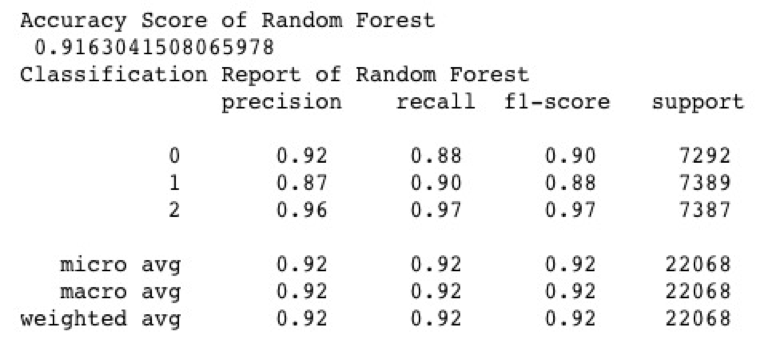 Accuracy Score of Random Forest
0.9163041508065978
Classification Report of Random Forest
precision recall f1-score support
0 0.92 0.88 0.90 7292
1 0.87 0.90 0.88 7389
2 0.96 0.97 0.97 7387
micro avg 0.92 0.92 0.92 22068
macro avg 0.92 0.92 0.92 22068
weighted avg 0.92 0.92 0.92 22068